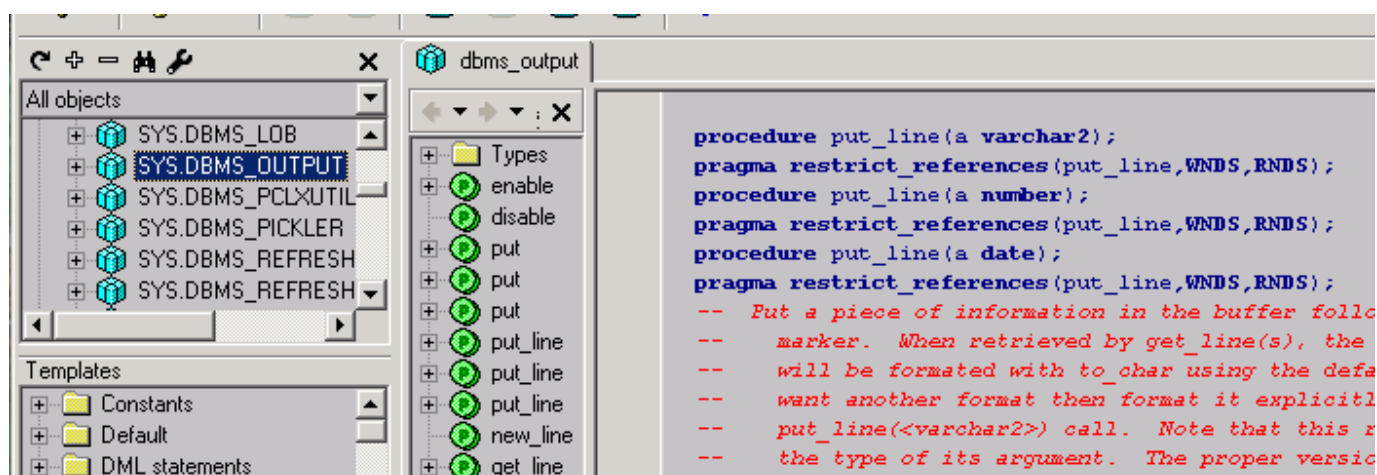 All objects
SYS.DBMS_LOB
SYS.DBMS_OUTPUT
SYS.DBMS_PCLXUTIL
SYS.DBMS_PICKLER
SYS.DBMS_REFRESH
SYS.DBMS_REFRESH
Templates
Constants
Default
DML statements
dbms_output
Types
enable
disable
put
put
put
put_line
put_line
put_line
new_line
get_line
procedure put_line(a varchar2);
pragma restrict_references(put_line,WNDS,RNDS);
procedure put_line(a number);
pragma restrict_references(put_line,WNDS,RNDS);
procedure put_line(a date);
pragma restrict_references(put_line,WNDS,RNDS);
-- Put a piece of information in the buffer follo
-- marker. When retrieved by get_line(s), the
-- will be formated with to_char using the defa
-- want another format then format it explicitl
-- put_line(<varchar2>) call. Note that this r
-- the type of its argument. The proper versio